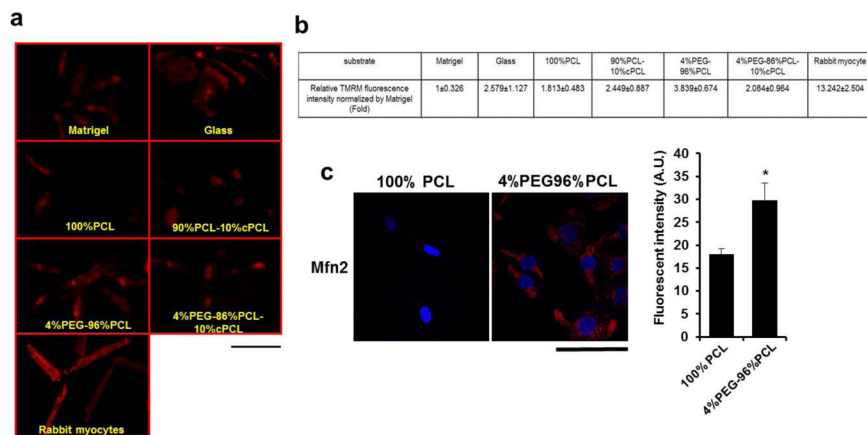 a
Matrigel
Glass
100%PCL
90%PCL-10%cPCL
4%PEG-96%PCL
4%PEG-86%PCL-
10%cPCL
Rabbit myocytes
b
substrate
Matrigel
Glass
100%PCL
90%PCL-
10%cPCL
4%PEG-
96%PCL
4%PEG-86%PCL-
10%cPCL
Rabbit myocyte
Relative TMRM fluorescence
intensity normalized by Matrigel
(Fold)
1±0.326
2.579±1.127
1.813±0.483
2.449±0.887
3.839±0.674
2.084±0.964
13.242±2.504
c
100% PCL
4%PEG96%PCL
Mfn2
Fluorescent intensity (A.U.)
40
35
30
25
20
15
10
5
0
*
100% PCL
4%PEG-96%PCL